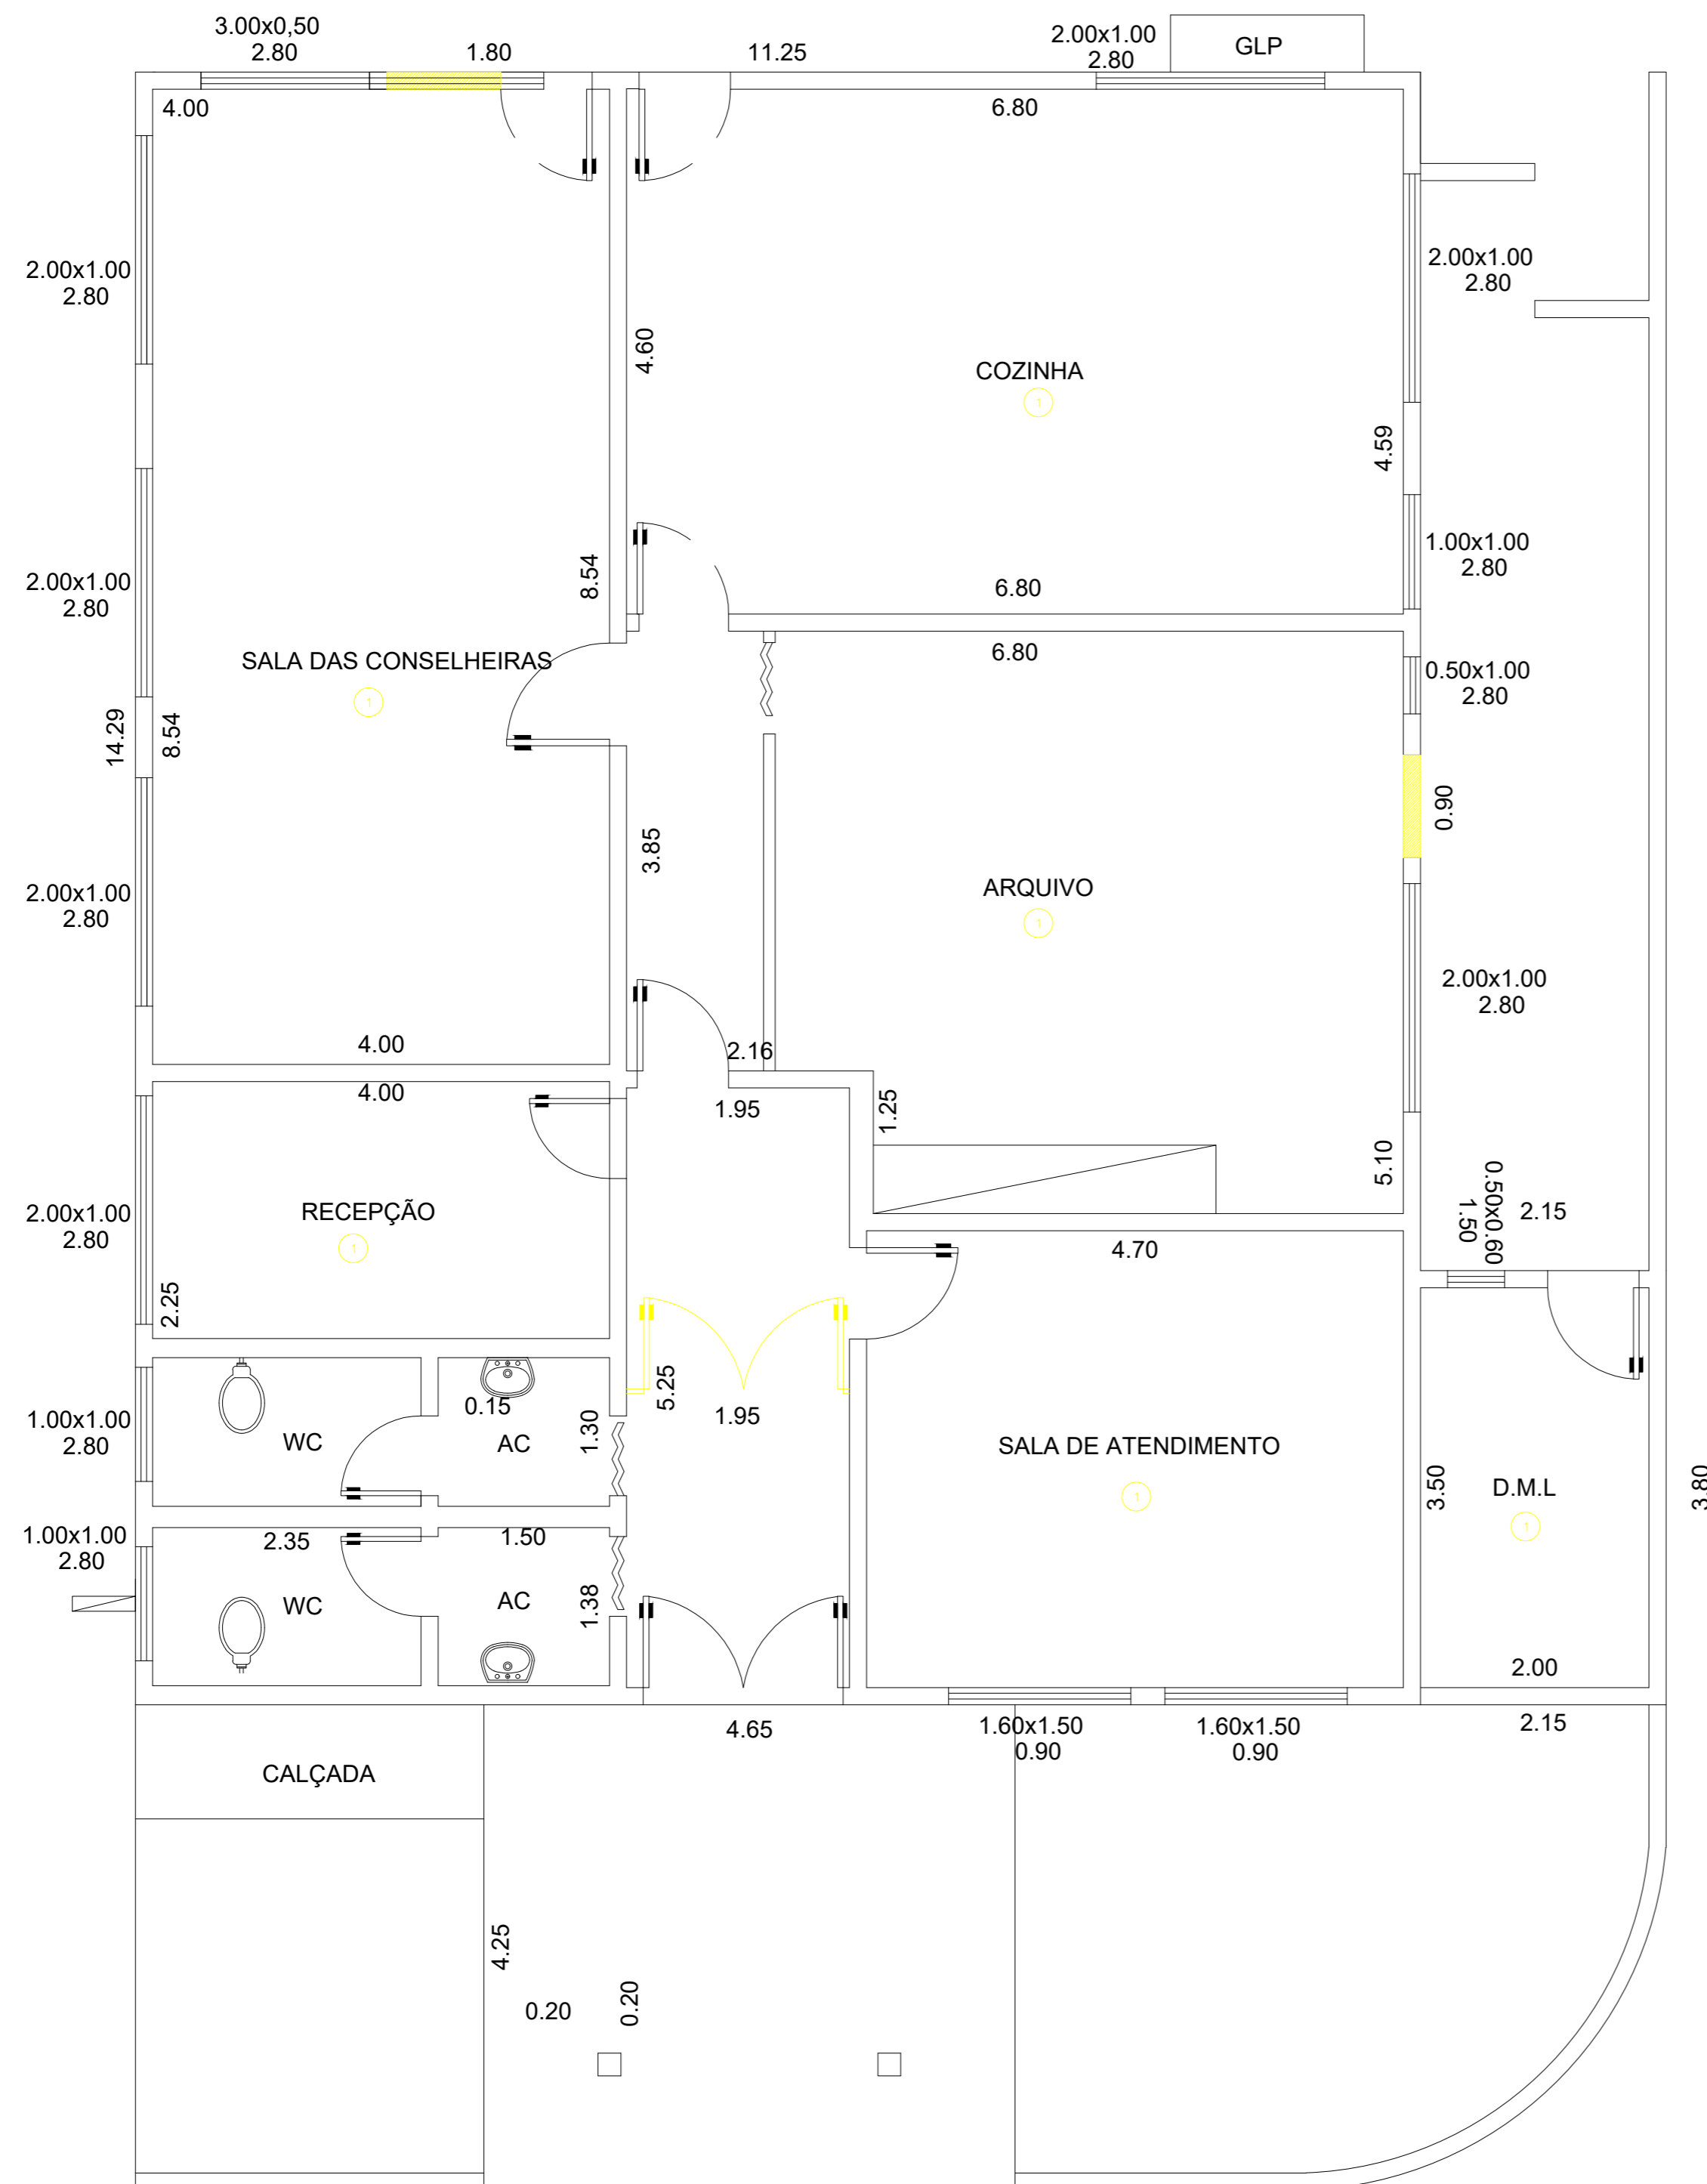 3.00x0,50
2.80
1.80
11.25
2.00x1.00
2.80
GLP
4.00
6.80
2.00x1.00
2.80
2.00x1.00
2.80
4.60
COZINHA
1
4.59
1.00x1.00
2.80
2.00x1.00
2.80
8.54
6.80
6.80
0.50x1.00
2.80
SALA DAS CONSELHEIRAS
1
14.29
8.54
0.90
3.85
ARQUIVO
1
2.00x1.00
2.80
2.00x1.00
2.80
4.00
2.16
4.00
1.95
1.25
5.10
0.50x0.60
1.50
2.15
2.00x1.00
2.80
RECEPÇÃO
1
4.70
2.25
5.25
0.15
1.95
1.00x1.00
2.80
WC
AC
1.30
SALA DE ATENDIMENTO
1
3.50
D.M.L
1
3.80
1.00x1.00
2.80
2.35
1.50
WC
AC
1.38
2.00
4.65
1.60x1.50
0.90
1.60x1.50
0.90
2.15
CALÇADA
4.25
0.20
0.20